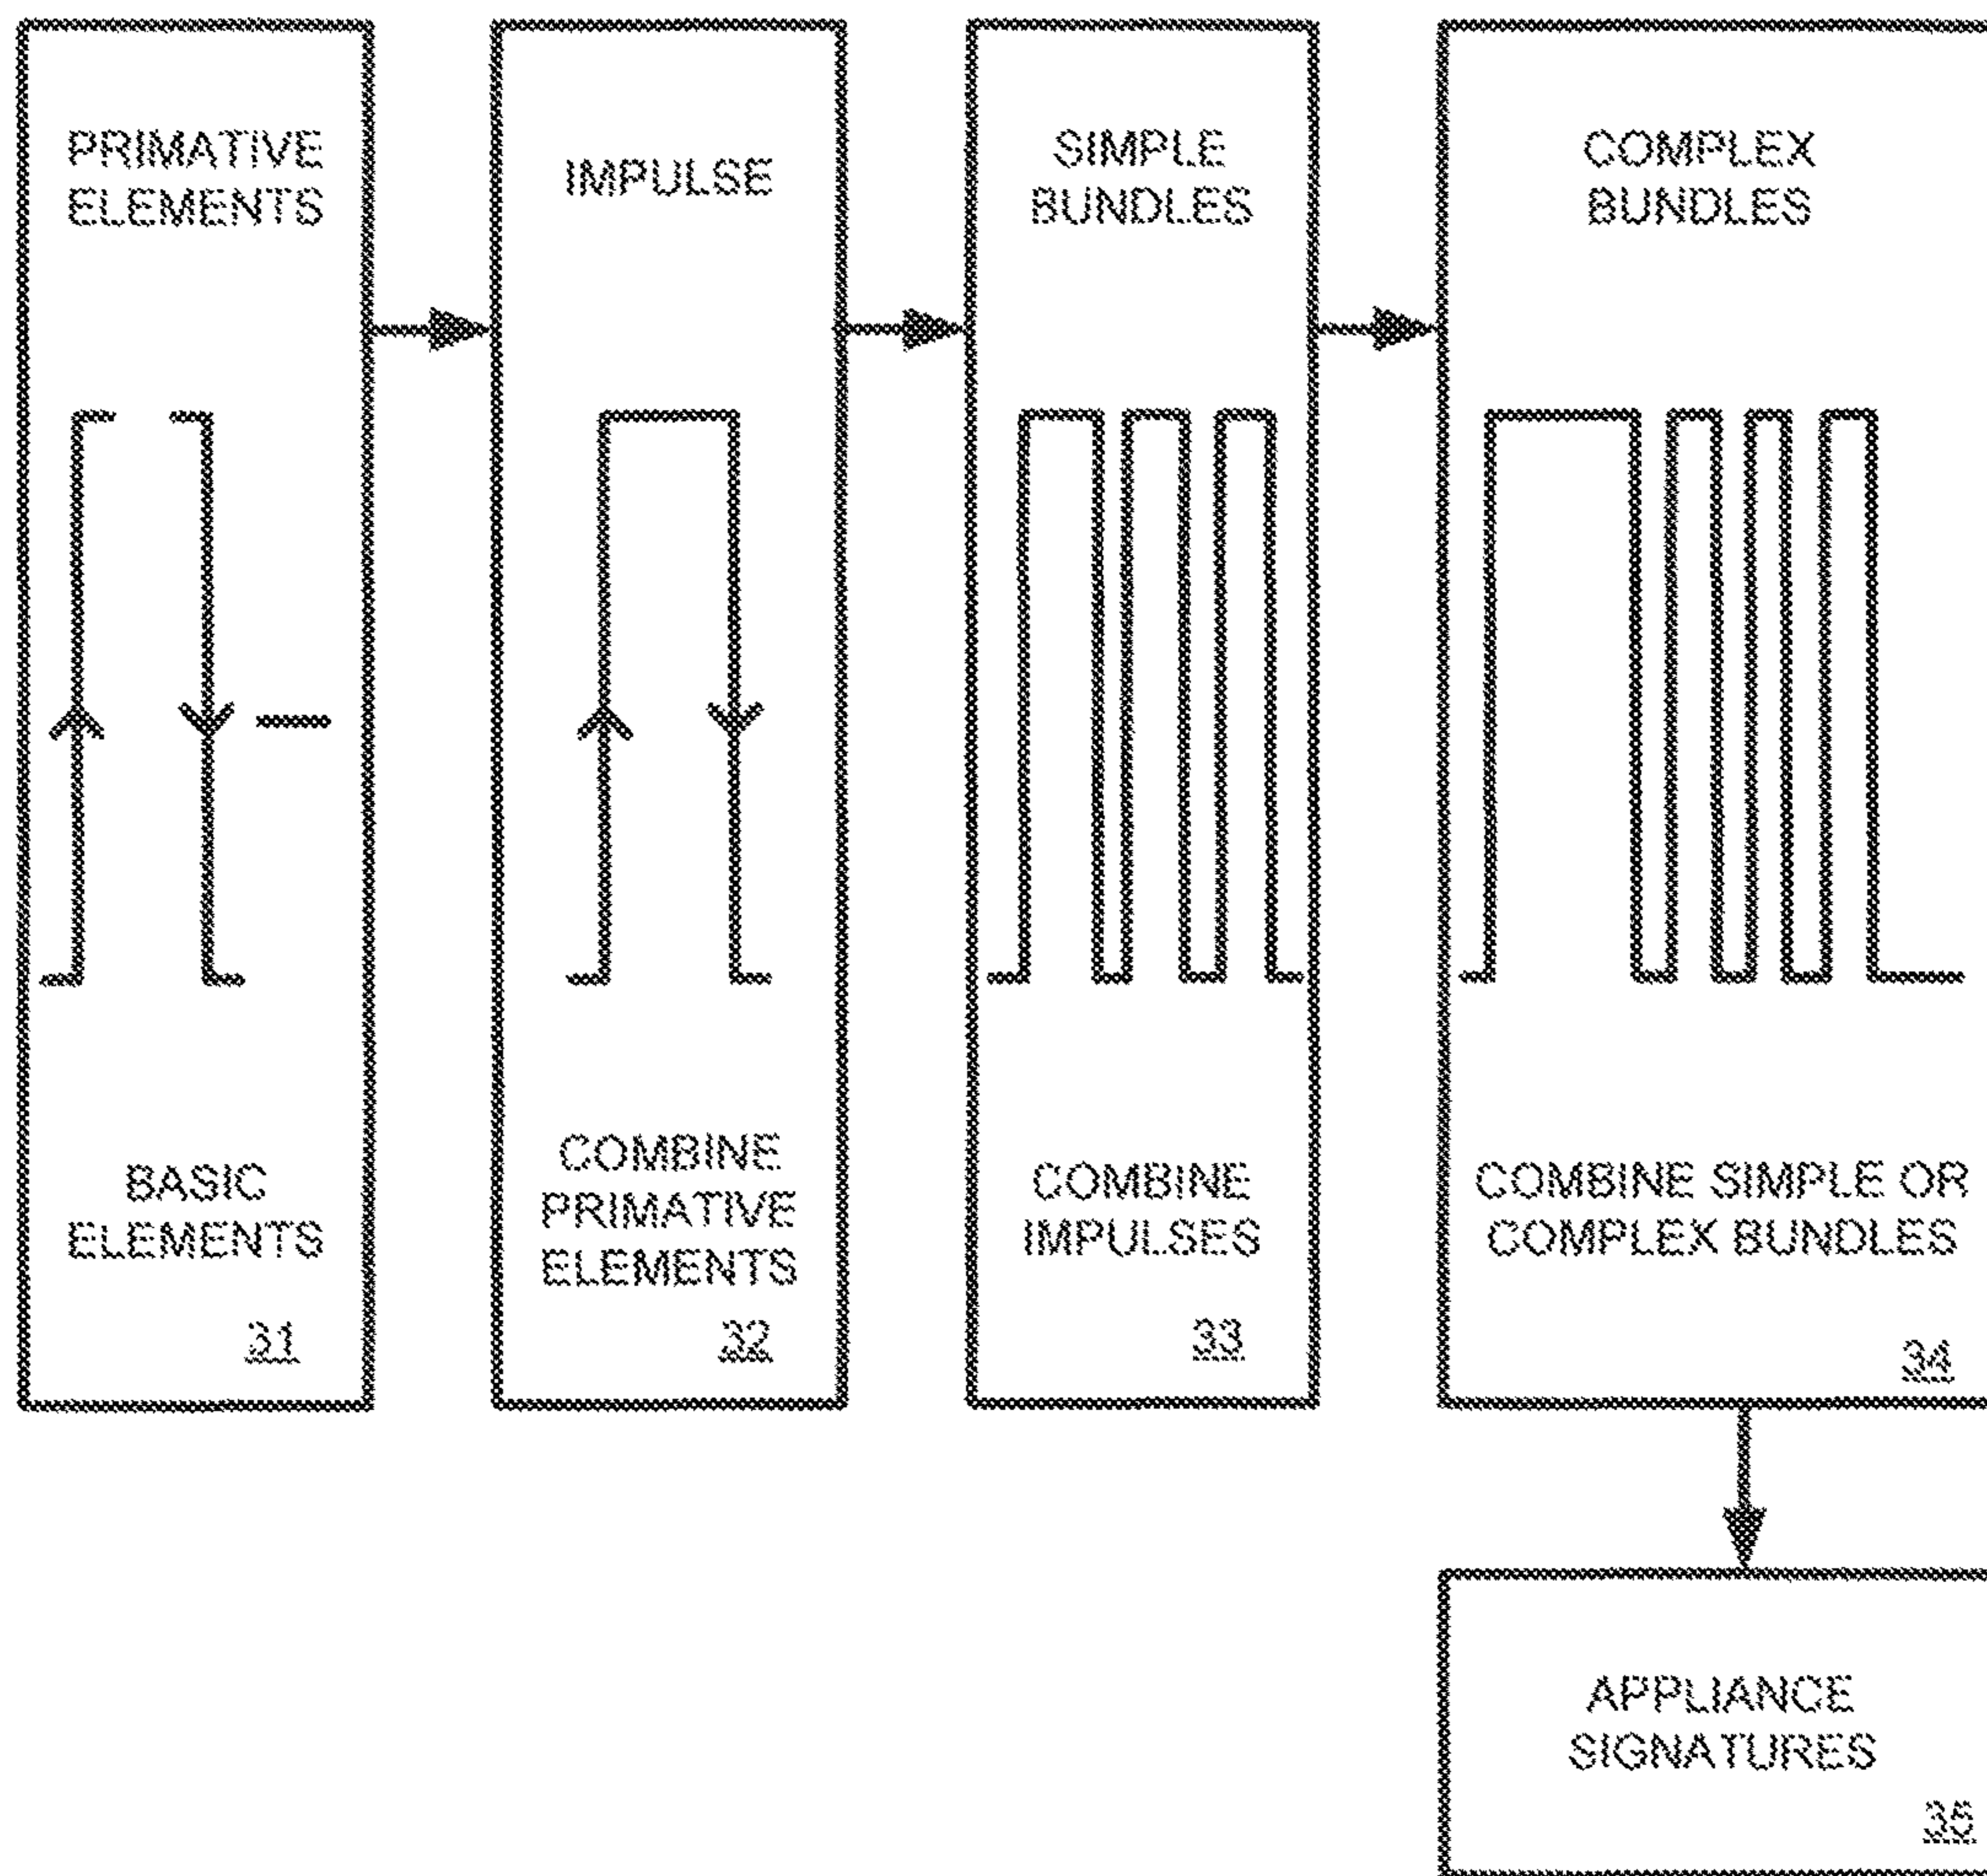 PRIMATIVE
ELEMENTS
BASIC
ELEMENTS
31
IMPULSE
COMBINE
PRIMATIVE
ELEMENTS
32
SIMPLE
BUNDLES
COMBINE
IMPULSES
33
COMPLEX
BUNDLES
COMBINE SIMPLE OR
COMPLEX BUNDLES
34
APPLIANCE
SIGNATURES
35